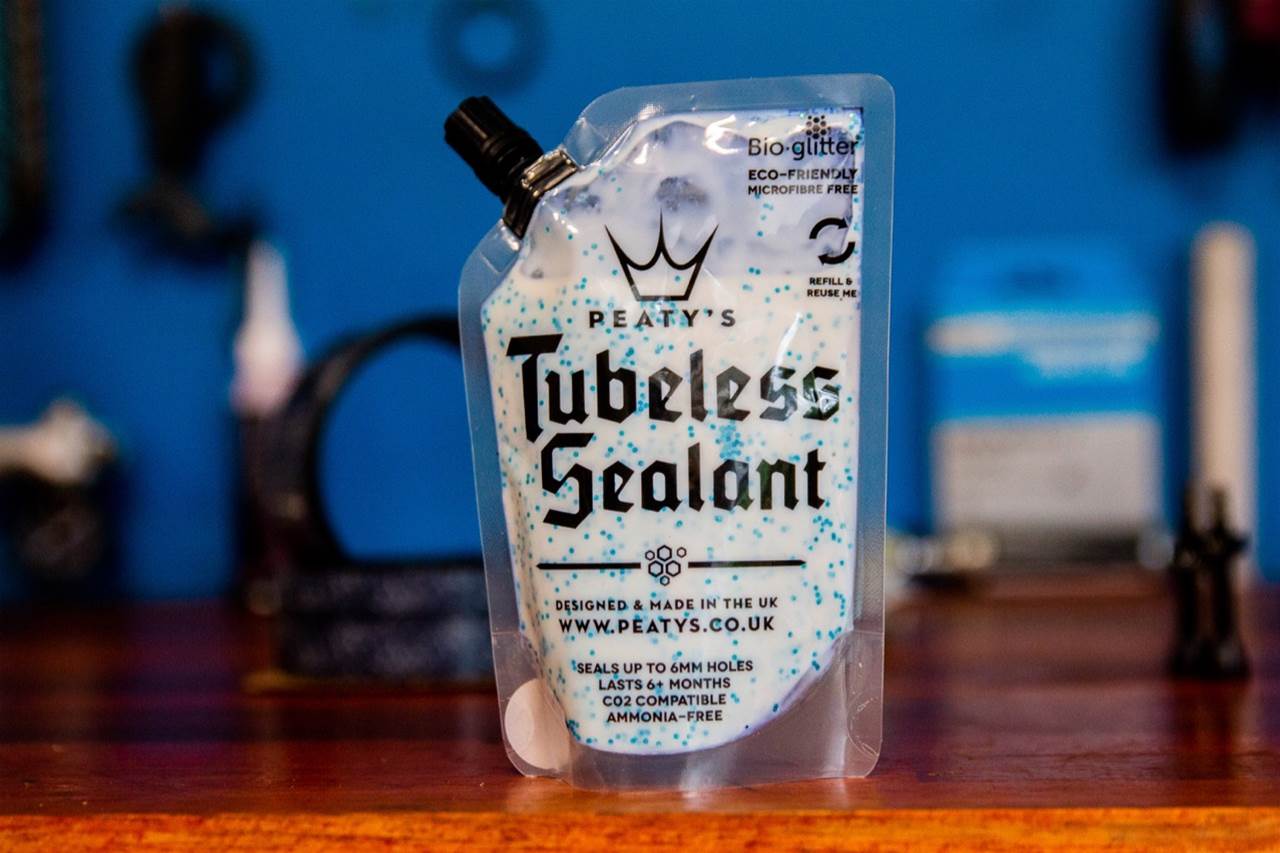 Bio·glitter
ECO-FRIENDLY
MICROFIBRE FREE
REFILL &
REUSE ME
PEATY'S
Tubeless
Sealant
DESIGNED & MADE IN THE UK
WWW.PEATYS.CO.UK
SEALS UP TO 6MM HOLES
LASTS 6+ MONTHS
CO2 COMPATIBLE
AMMONIA-FREE